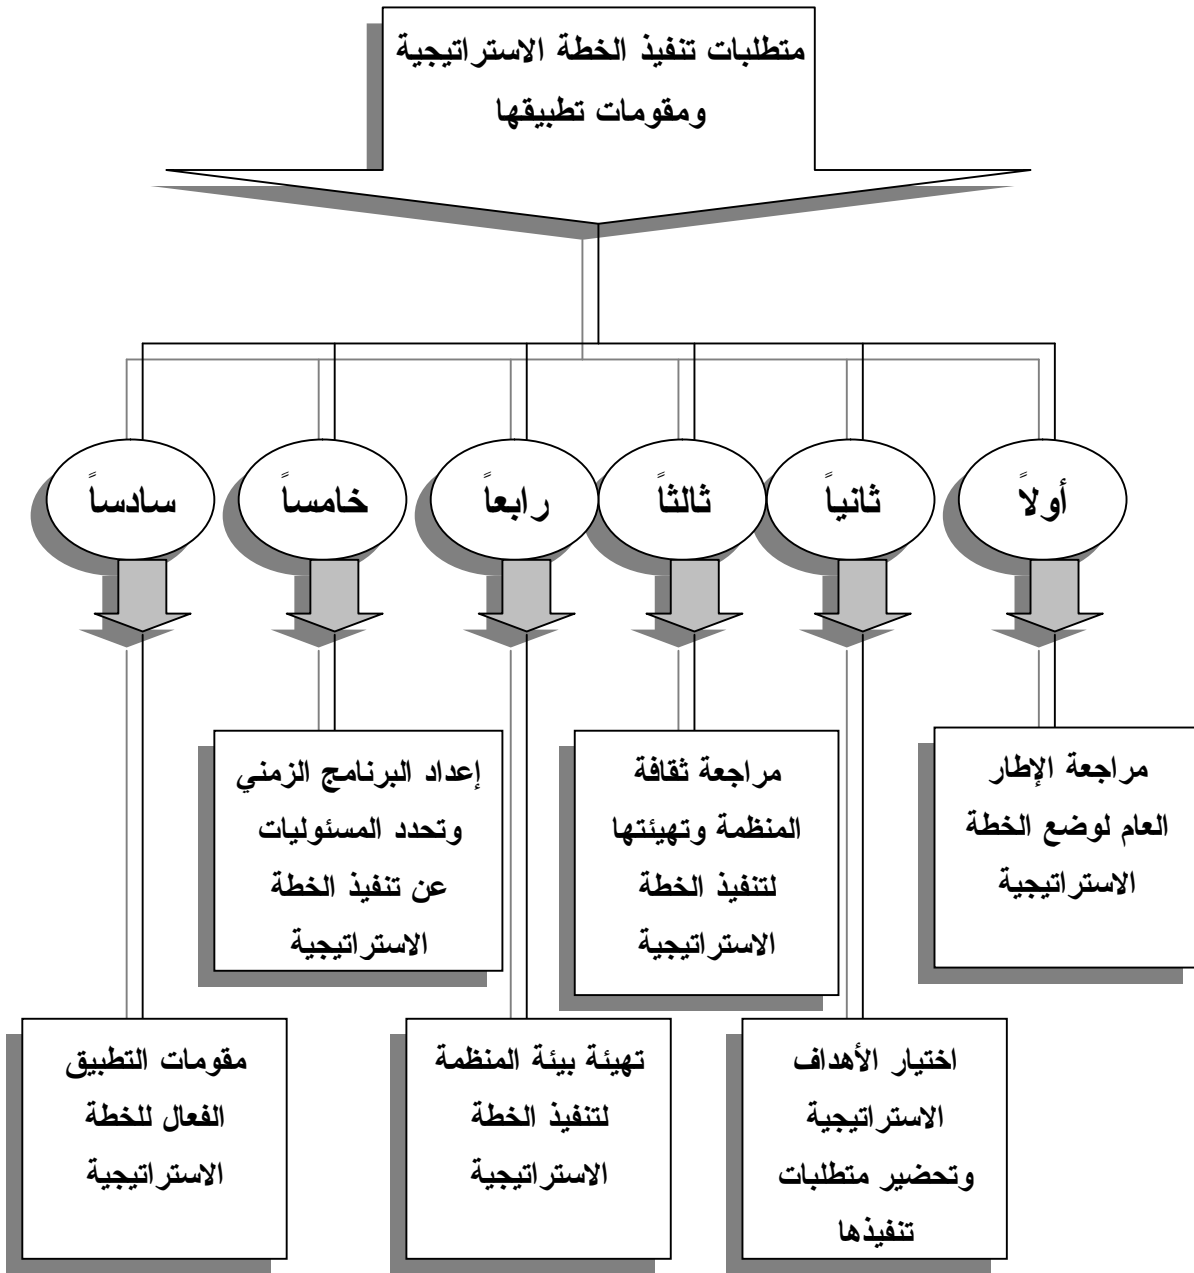 متطلبات تنفيذ الخطة الاستراتيجية
ومقومات تطبيقها
أولاً
ثانياً
ثالثاً
رابعاً
خامساً
سادساً
مراجعة الإطار
العام لوضع الخطة
الاستراتيجية
اختيار الأهداف
الاستراتيجية
وتحضير متطلبات
تنفيذها
مراجعة ثقافة
المنظمة وتهيئتها
لتنفيذ الخطة
الاستراتيجية
تهيئة بيئة المنظمة
لتنفيذ الخطة
الاستراتيجية
إعداد البرنامج الزمني
وتحدد المسئوليات
عن تنفيذ الخطة
الاستراتيجية
مقومات التطبيق
الفعال للخطة
الاستراتيجية